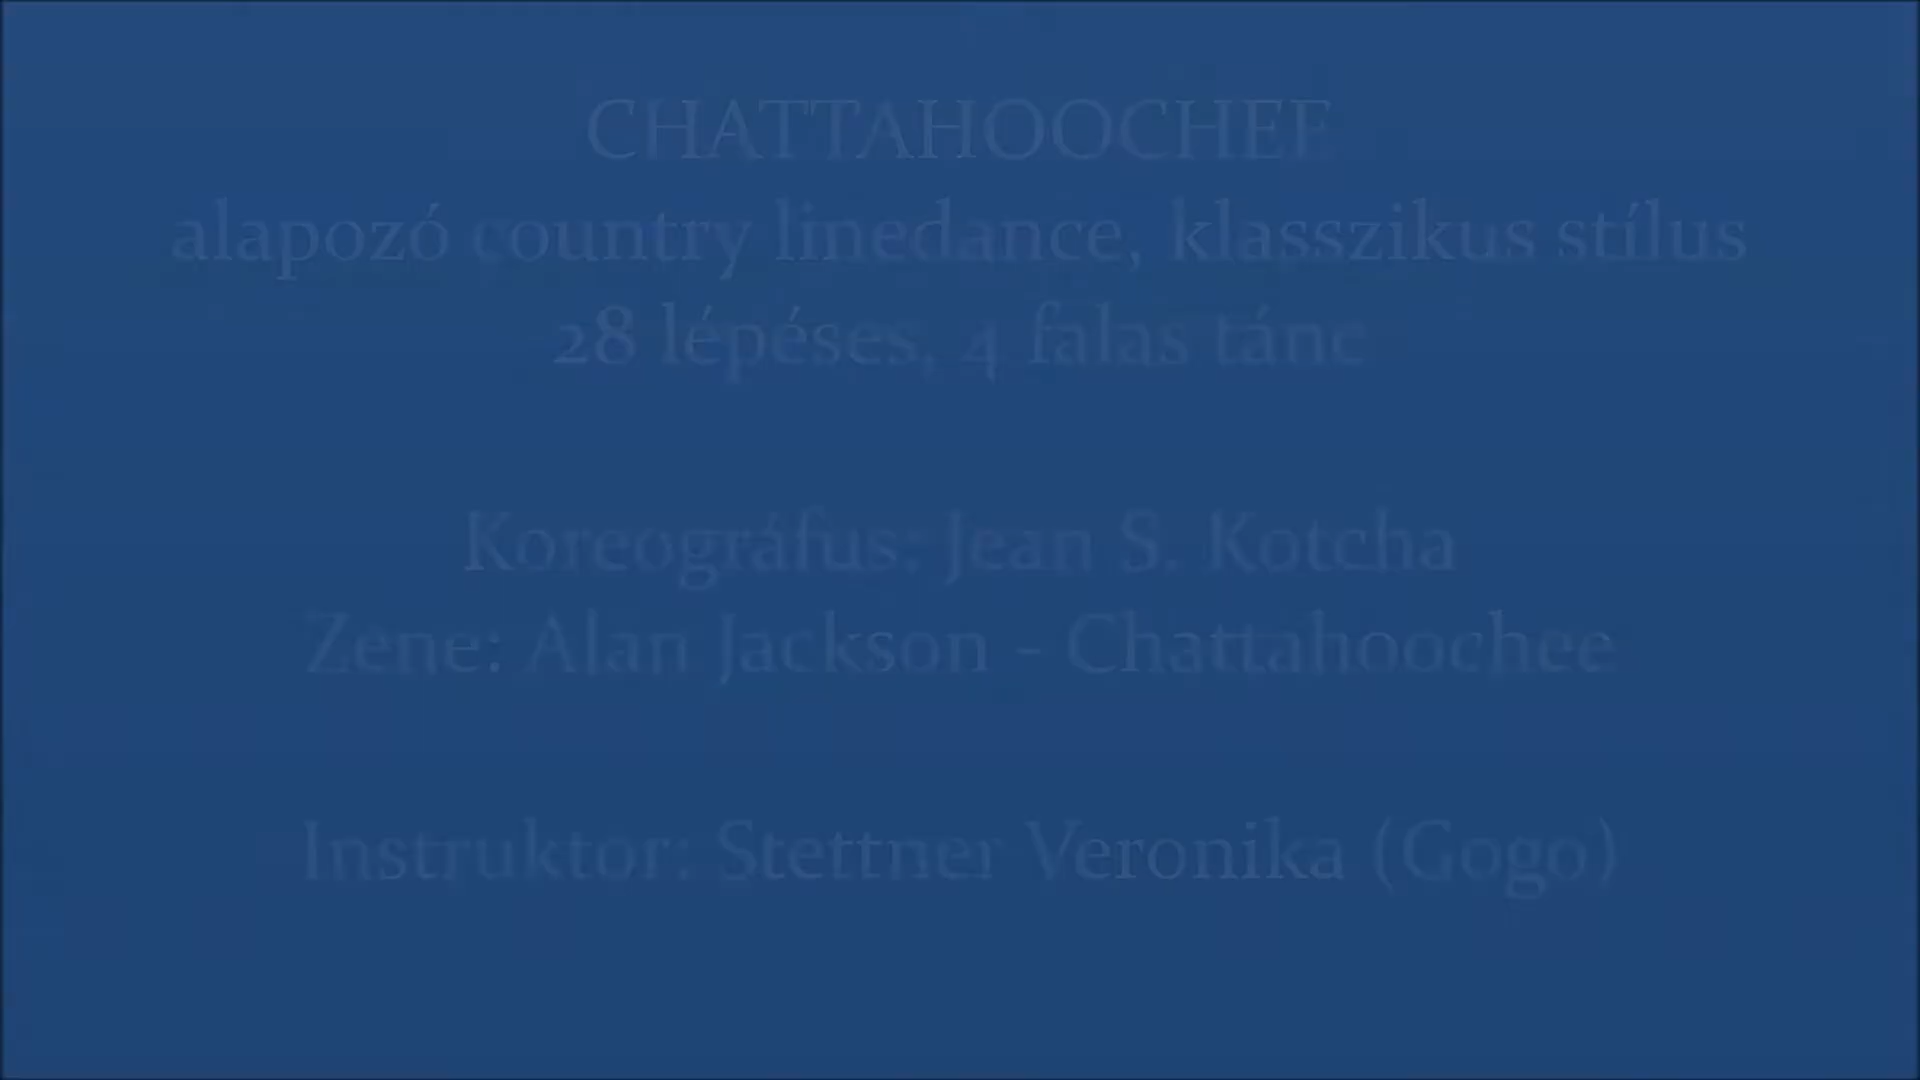 CHATTAHOOCHEE
alapozó country linedance, klasszikus stílus
28 lépéses, 4 falas tánc
Koreográfus: Jean S. Kotcha
Zene: Alan Jackson - Chattahoochee
Instruktor: Stettner Veronika (Gogo)